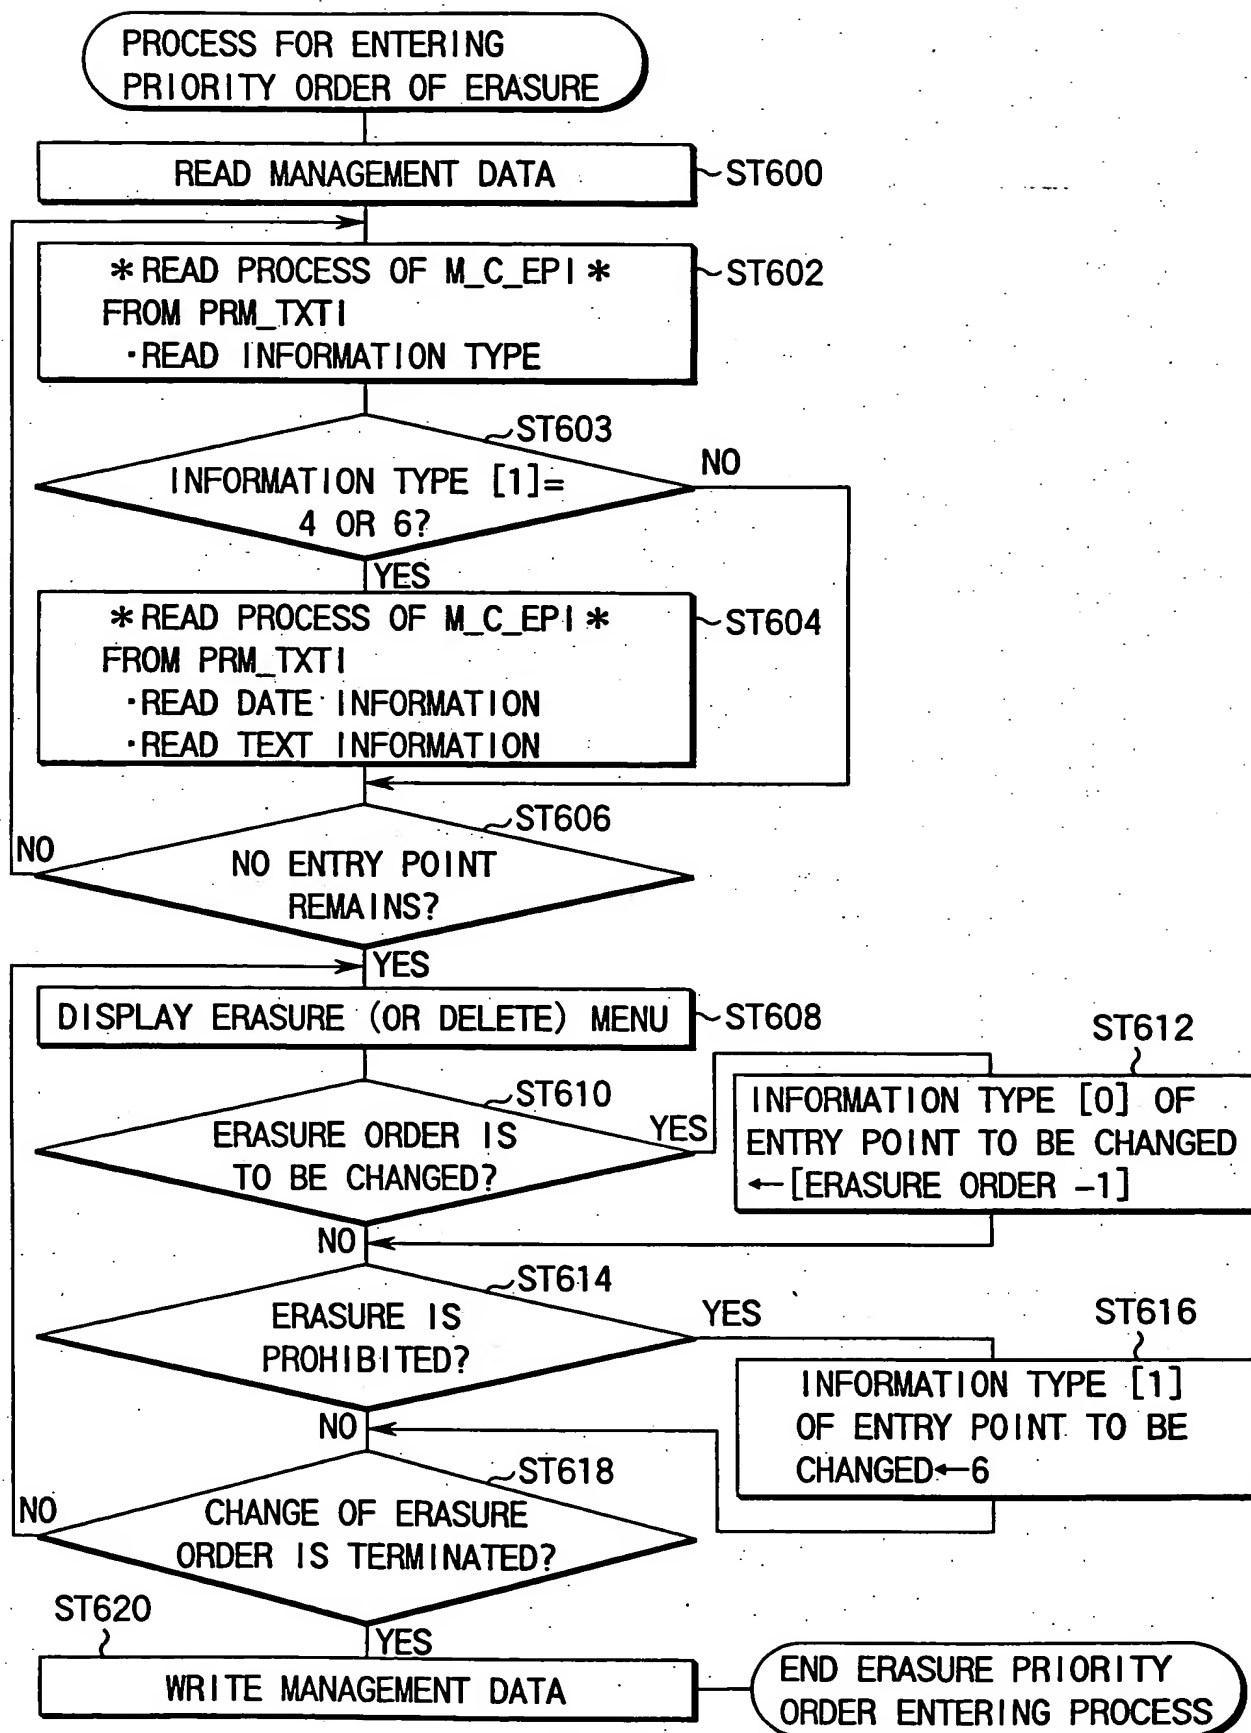 PROCESS FOR ENTERING
PRIORITY ORDER OF ERASURE
READ MANAGEMENT DATA
ST600
*READ PROCESS OF M_C_EPI*
FROM PRM_TXTI
·READ INFORMATION TYPE
ST602
ST603
INFORMATION TYPE [1]=
4 OR 6?
NO
YES
*READ PROCESS OF M_C_EPI*
FROM PRM_TXTI
·READ DATE INFORMATION
·READ TEXT INFORMATION
ST604
ST606
NO ENTRY POINT
REMAINS?
NO
YES
DISPLAY ERASURE (OR DELETE) MENU
ST608
ST610
ERASURE ORDER IS
TO BE CHANGED?
YES
ST612
INFORMATION TYPE [0] OF
ENTRY POINT TO BE CHANGED
←[ERASURE ORDER -1]
NO
ST614
ERASURE IS
PROHIBITED?
YES
ST616
INFORMATION TYPE [1]
OF ENTRY POINT TO BE
CHANGED←6
NO
ST618
CHANGE OF ERASURE
ORDER IS TERMINATED?
NO
YES
ST620
WRITE MANAGEMENT DATA
END ERASURE PRIORITY
ORDER ENTERING PROCESS